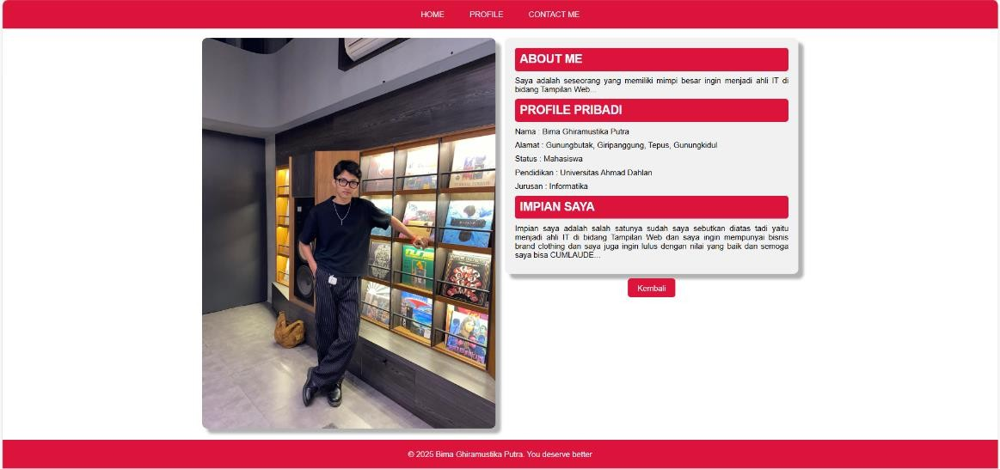 HOME PROFILE CONTACT ME
ABOUT ME
Saya adalah seseorang yang memiliki mimpi besar ingin menjadi ahli IT di
bidang Tampilan Web...
PROFILE PRIBADI
Nama : Bima Ghiramustika Putra
Alamat : Gunungbutak, Giripanggung, Tepus, Gunungkidul
Status : Mahasiswa
Pendidikan : Universitas Ahmad Dahlan
Jurusan : Informatika
IMPIAN SAYA
Impian saya adalah salah satunya sudah saya sebutkan diatas tadi yaitu
menjadi ahli IT di bidang Tampilan Web dan saya ingin mempunyai bisnis
brand clothing dan saya juga ingin lulus dengan nilai yang baik dan semoga
saya bisa CUMLAUDE...
Kembali
© 2025 Bima Ghiramustika Putra. You deserve better